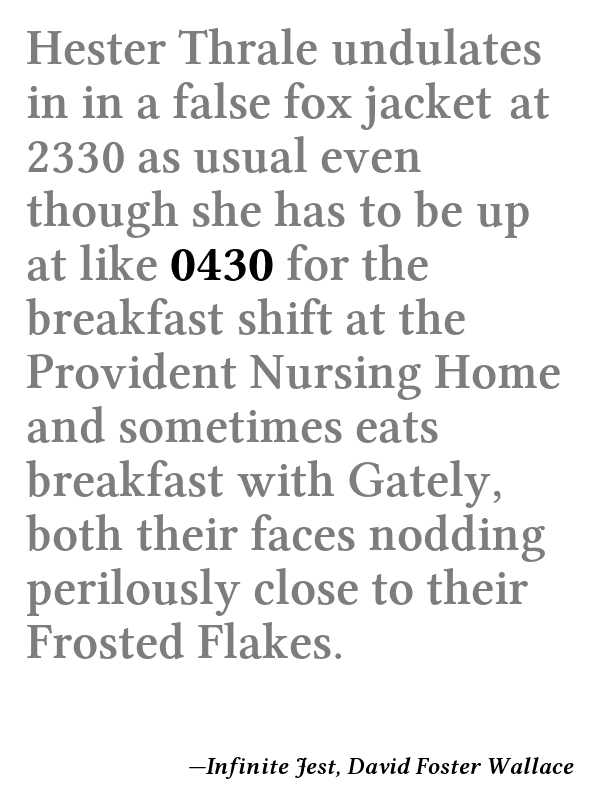 Hester Thrale undulates
in in a false fox jacket at
2330 as usual even
though she has to be up
at like 0430 for the
breakfast shift at the
Provident Nursing Home
and sometimes eats
breakfast with Gately,
both their faces nodding
perilously close to their
Frosted Flakes.
—Infinite Jest, David Foster Wallace